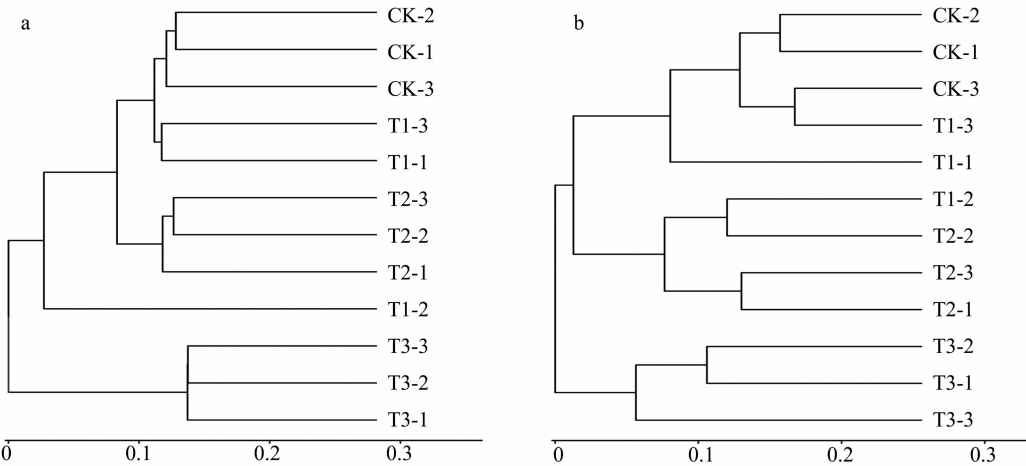 a
CK-2
CK-1
CK-3
T1-3
T1-1
T2-3
T2-2
T2-1
T1-2
T3-3
T3-2
T3-1
0 0.1 0.2 0.3
b
CK-2
CK-1
CK-3
T1-3
T1-1
T1-2
T2-2
T2-3
T2-1
T3-2
T3-1
T3-3
0 0.1 0.2 0.3